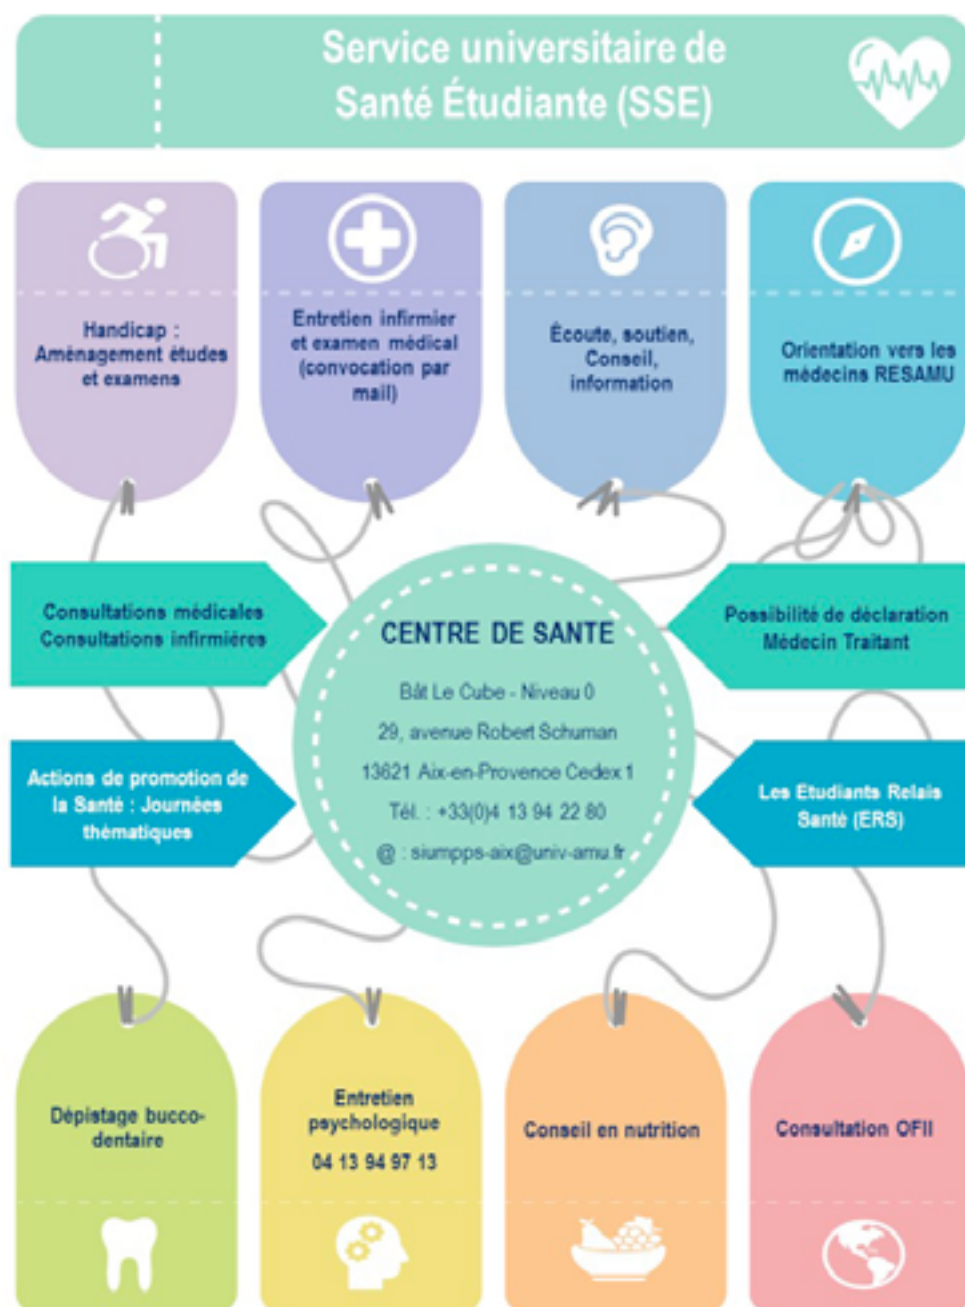 Service universitaire de
Santé Étudiante (SSE)
Handicap :
Aménagement études
et examens
Entretien infirmier
et examen médical
(convocation par
mail)
Écoute, soutien,
Conseil,
information
Orientation vers les
médecins RESAMU
Consultations médicales
Consultations infirmières
Possibilité de déclaration
Médecin Traitant
CENTRE DE SANTE
Bât Le Cube - Niveau 0
29, avenue Robert Schuman
13621 Aix-en-Provence Cedex 1
Tél. : +33(0)4 13 94 22 80
@ : siumpps-aix@univ-amu.fr
Actions de promotion de
la Santé : Journées
thématiques
Les Etudiants Relais
Santé (ERS)
Dépistage bucco-
dentaire
Entretien
psychologique
04 13 94 97 13
Conseil en nutrition
Consultation OFII